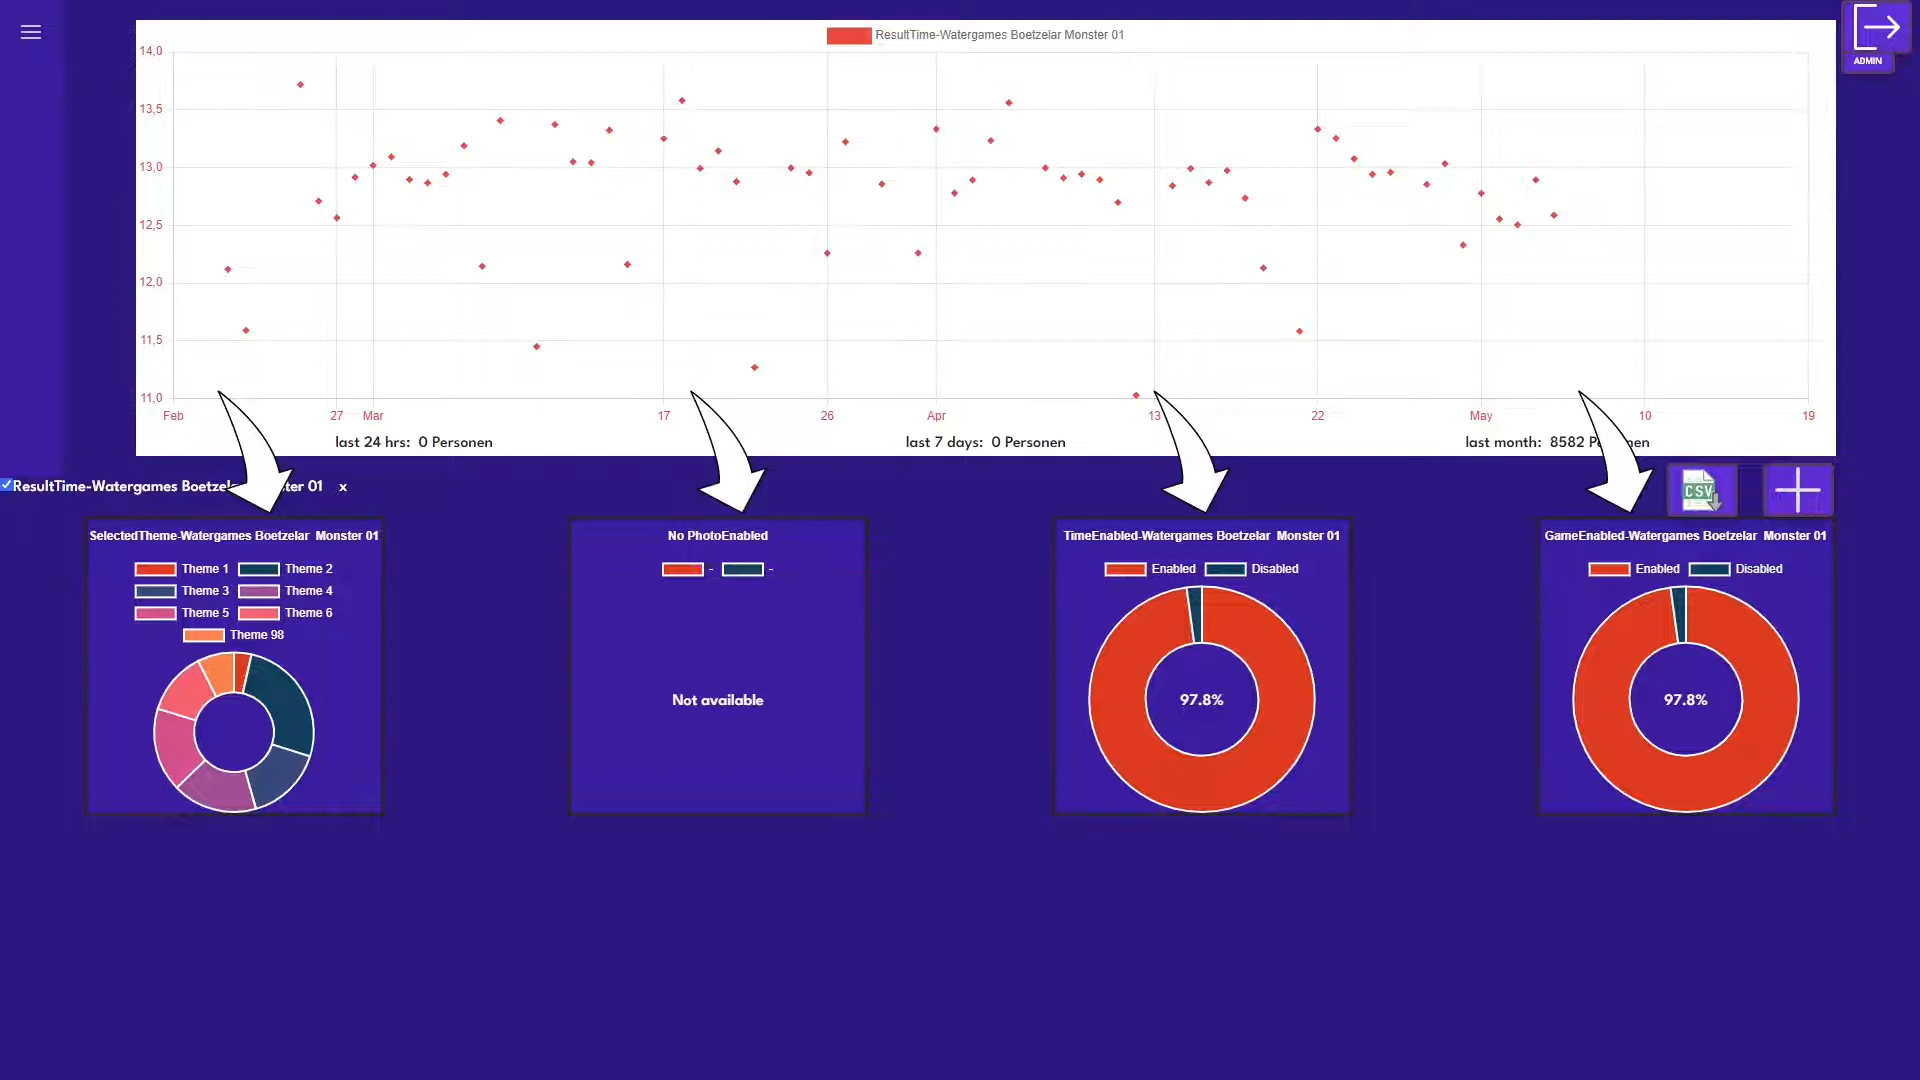 ResultTime-Watergames Boetzelar Monster 01
ADMIN
14,0
13,5
13,0
12,5
12,0
11,5
11,0
Feb 27 Mar 17 26 Apr 13 22 May 10 19
last 24 hrs: 0 Personen last 7 days: 0 Personen last month: 8582
ResultTime-Watergames 01 x
CSV
SelectedTheme-Watergames Boetzelar Monster 01
Theme 1 Theme 2
Theme 3 Theme 4
Theme 5 Theme 6
Theme 98
No PhotoEnabled
- -
Not available
TimeEnabled-Watergames Boetzelar Monster 01
Enabled Disabled
97.8%
GameEnabled-Watergames Boetzelar Monster 01
Enabled Disabled
97.8%